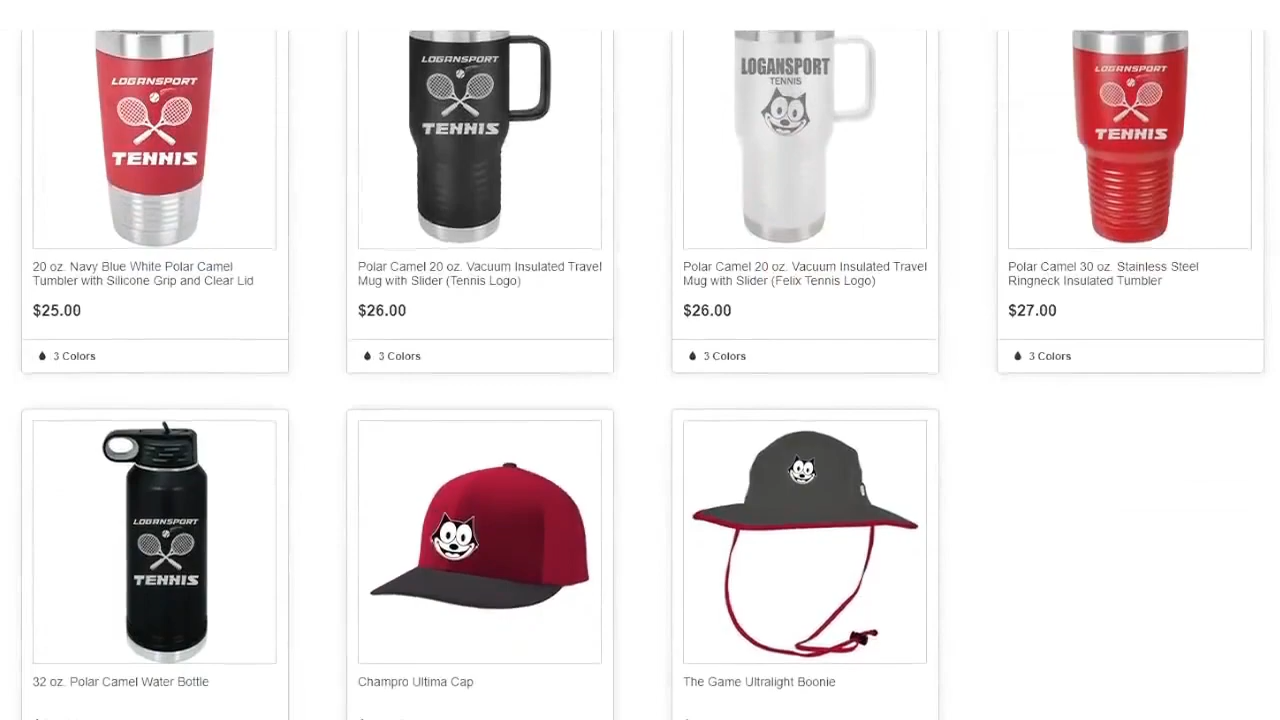 LOGANSPORT
TENNIS
LOGANSPORT
TENNIS
LOGANSPORT
TENNIS
LOGANSPORT
TENNIS
20 oz. Navy Blue White Polar Camel
Tumbler with Silicone Grip and Clear Lid
$25.00
3 Colors
Polar Camel 20 oz. Vacuum Insulated Travel
Mug with Slider (Tennis Logo)
$26.00
3 Colors
Polar Camel 20 oz. Vacuum Insulated Travel
Mug with Slider (Felix Tennis Logo)
$26.00
3 Colors
Polar Camel 30 oz. Stainless Steel
Ringneck Insulated Tumbler
$27.00
3 Colors
LOGANSPORT
TENNIS
32 oz. Polar Camel Water Bottle
Champro Ultima Cap
The Game Ultralight Boonie